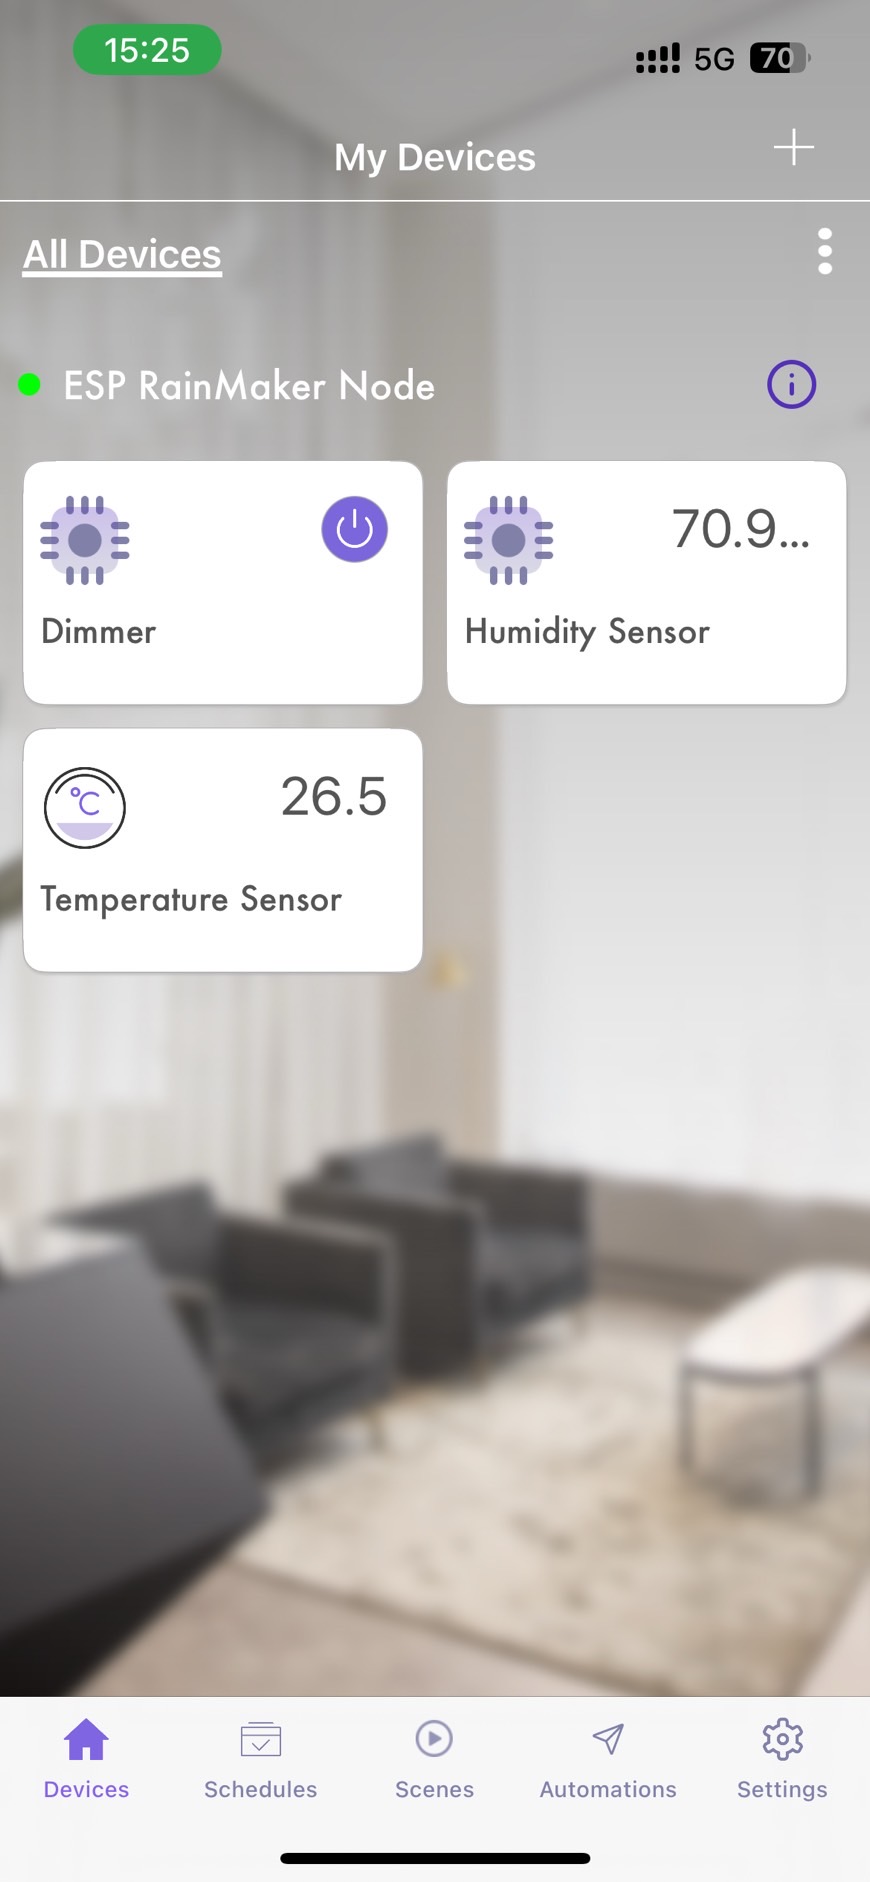 15:25
5G 70
My Devices
All Devices
ESP RainMaker Node
70.9...
Dimmer
Humidity Sensor
°C
26.5
Temperature Sensor
Devices
Schedules
Scenes
Automations
Settings